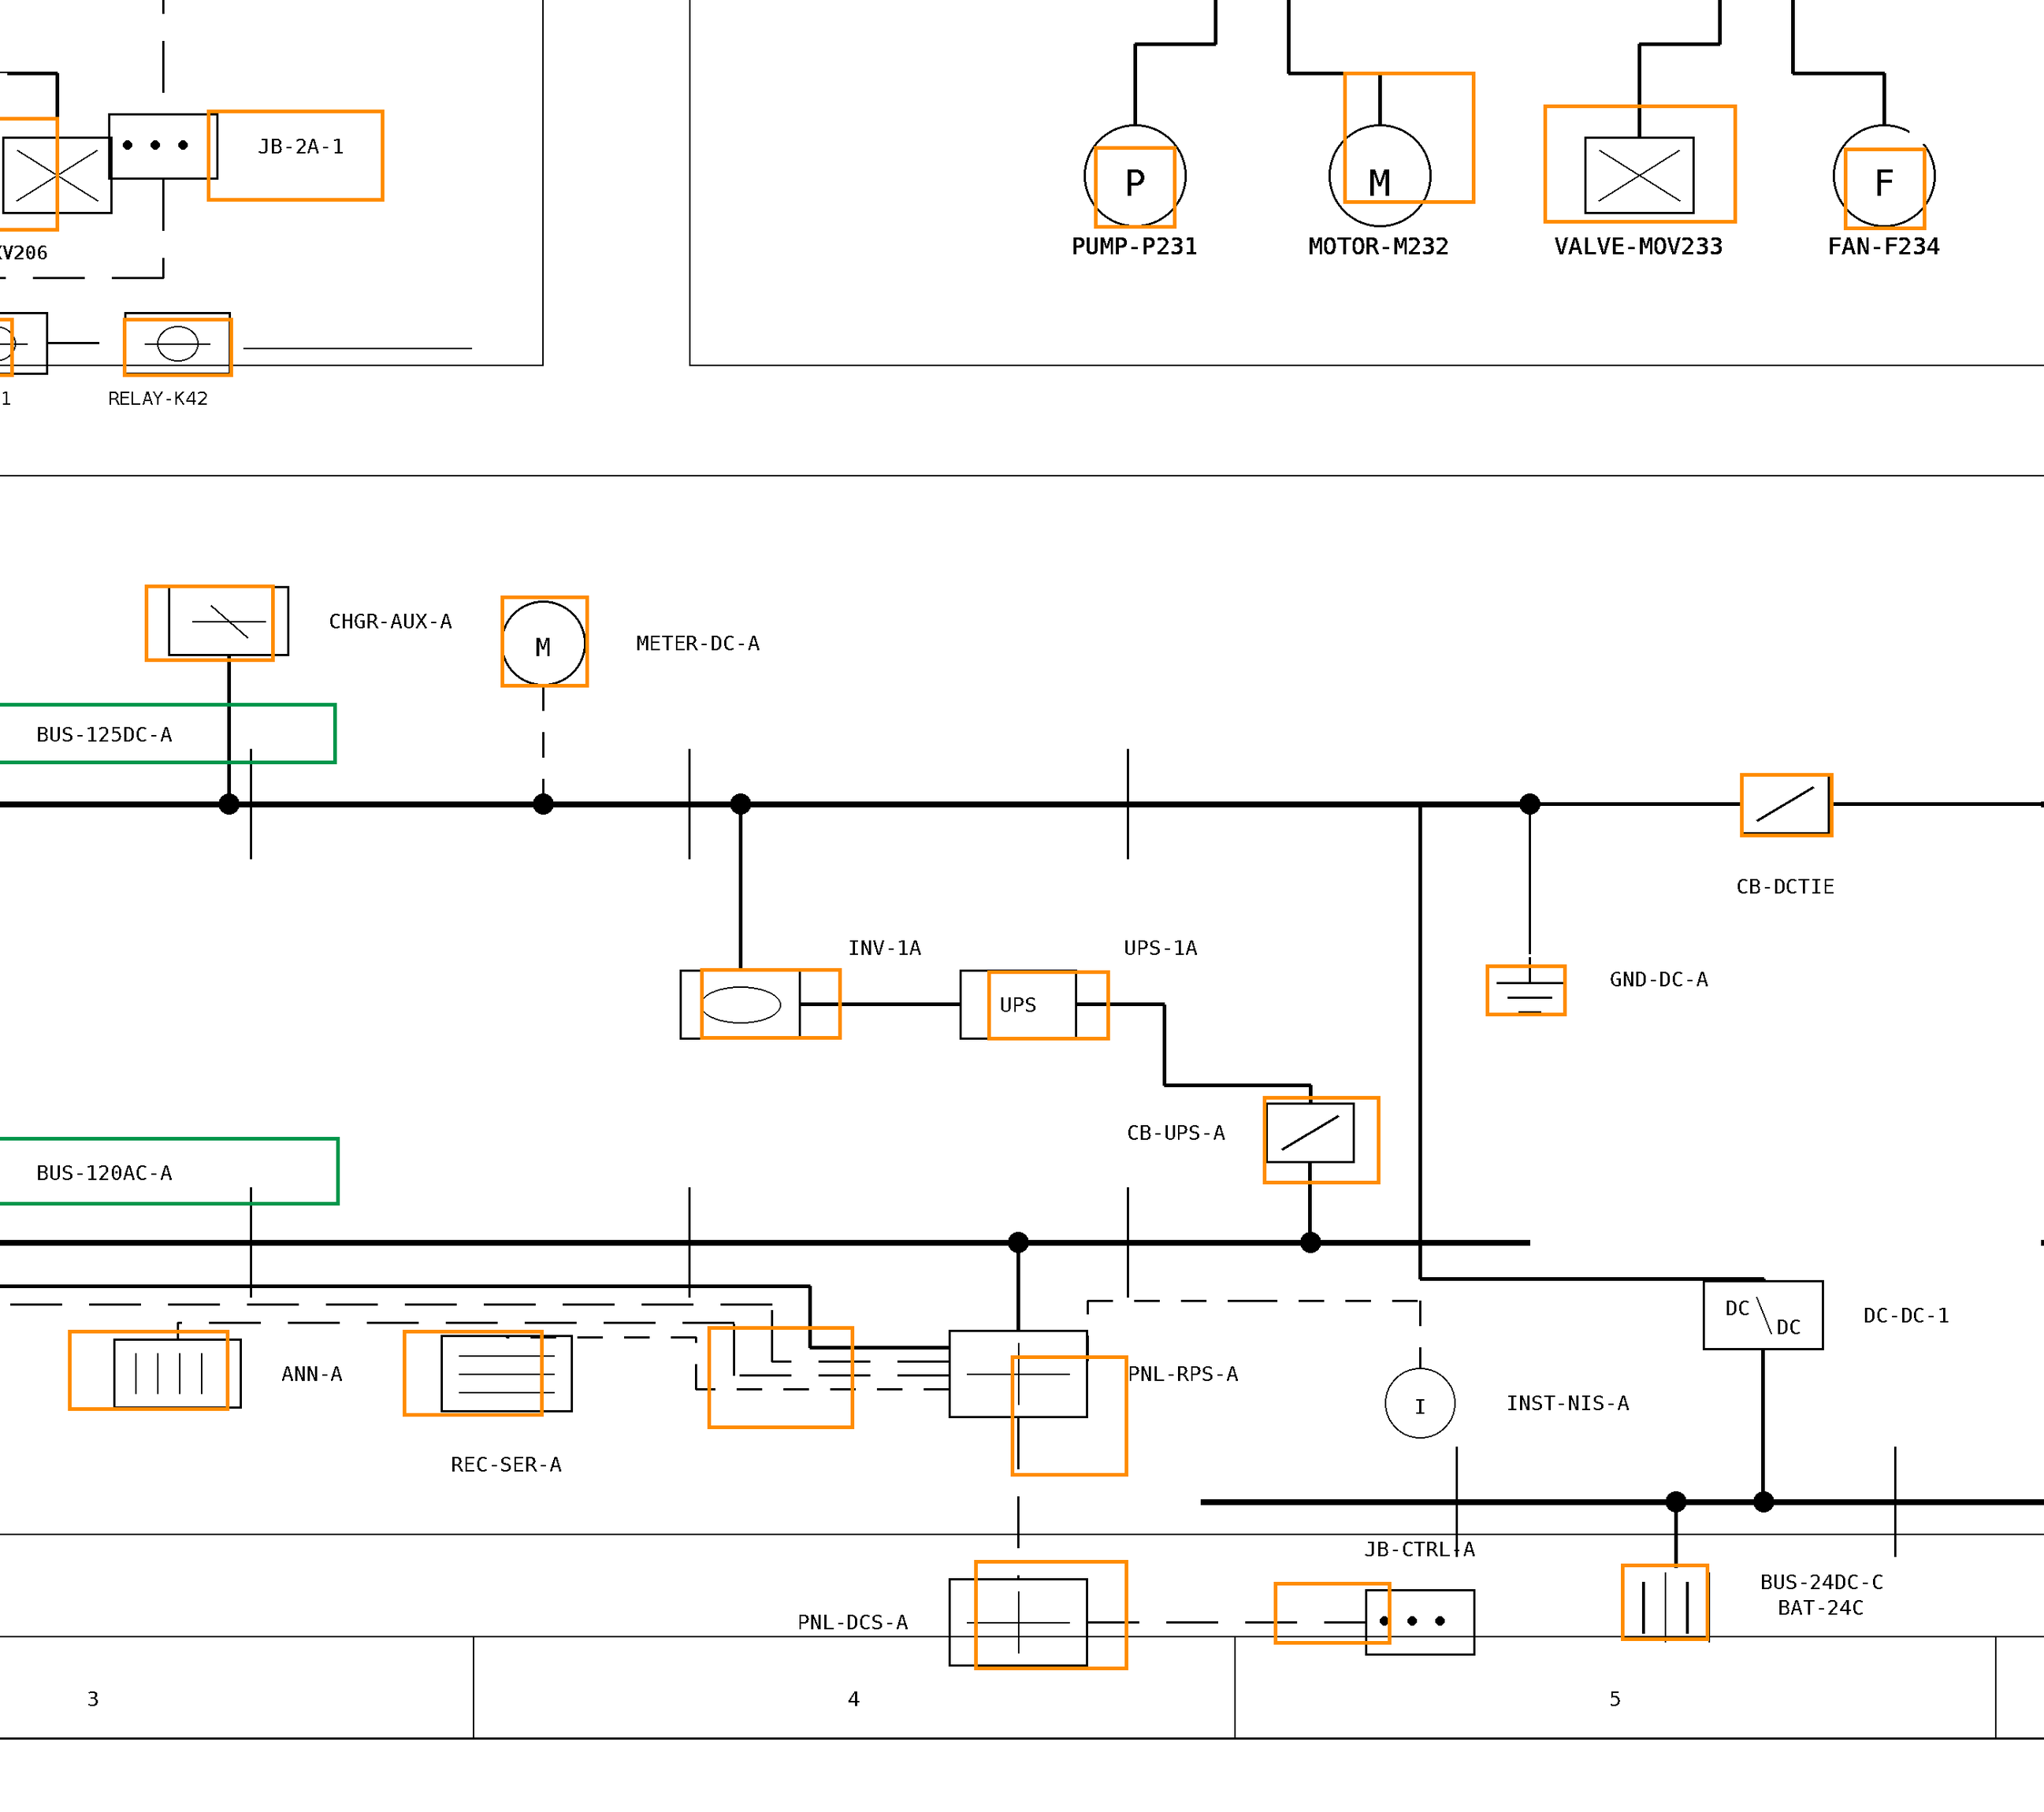 JB-2A-1
P
M
F
PUMP-P231
MOTOR-M232
VALVE-MOV233
FAN-F234
V206
1
RELAY-K42
CHGR-AUX-A
M
METER-DC-A
BUS-125DC-A
CB-DCTIE
INV-1A
UPS-1A
GND-DC-A
UPS
CB-UPS-A
BUS-120AC-A
DC
DC
DC-DC-1
ANN-A
PNL-RPS-A
I
INST-NIS-A
REC-SER-A
JB-CTRL-A
BUS-24DC-C
BAT-24C
PNL-DCS-A
3
4
5